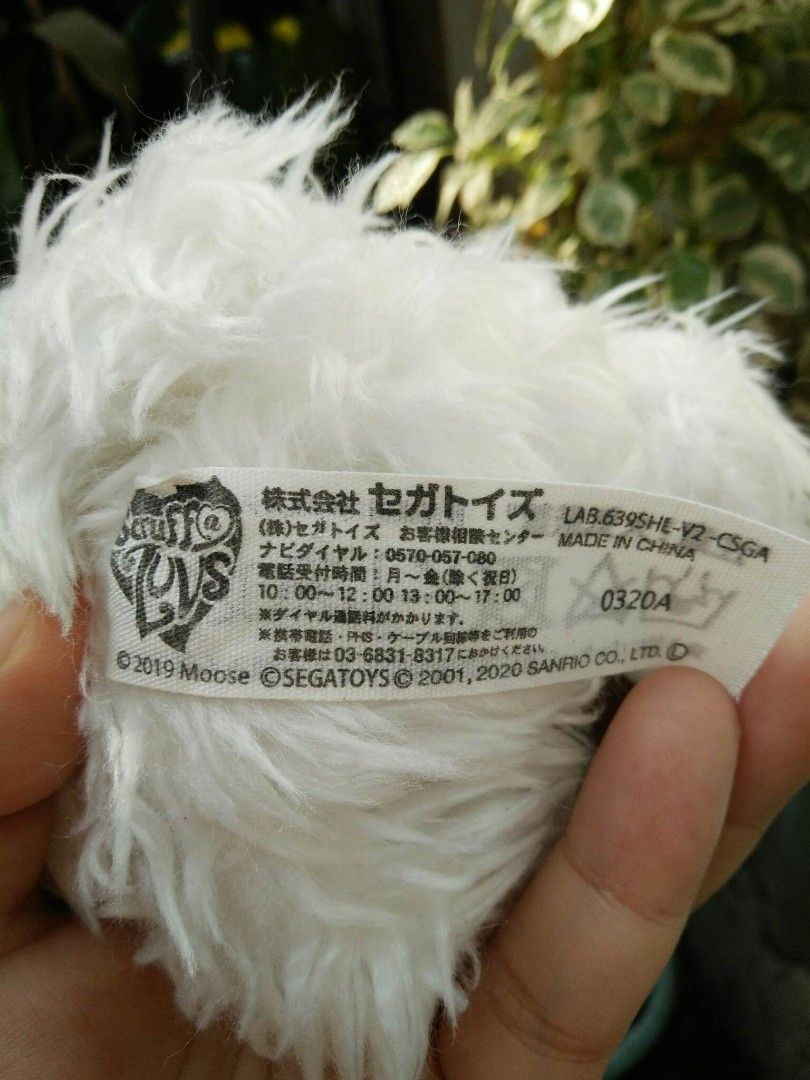 Scruff a Luvs
株式会社 セガトイズ
(株)セガトイズ お客様相談センター
ナビダイヤル:0570-057-080
電話受付時間:月〜金(除く祝日)
10:00〜12:00 13:00〜17:00
※ダイヤル通話料がかかります。
※携帯電話・PHS・ケーブル回線等をご利用の
お客様は03-6831-8317におかけください。
©2019 Moose ©SEGATOYS © 2001, 2020 SANRIO CO., LTD. Ⓛ
LAB.639SHE-V2-CSGA
MADE IN CHINA
0320A